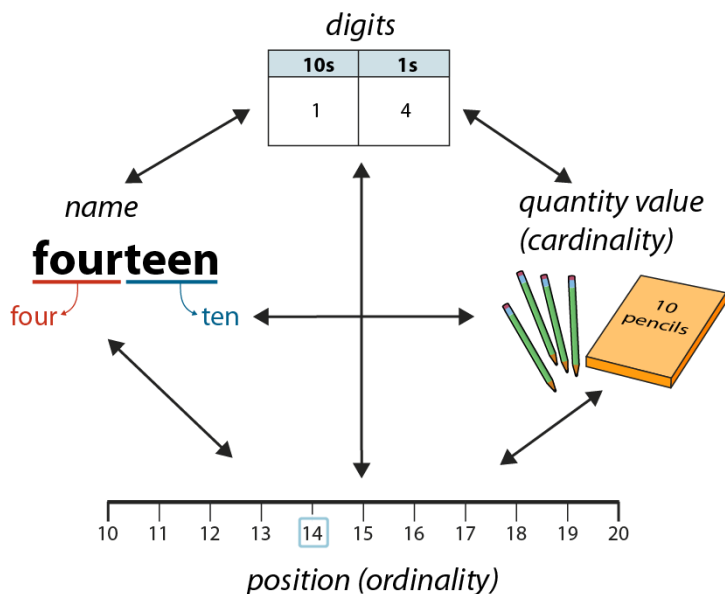 digits
10s 1s
1 4
name
fourteen
four ten
quantity value
(cardinality)
10
pencils
10 11 12 13 14 15 16 17 18 19 20
position (ordinality)